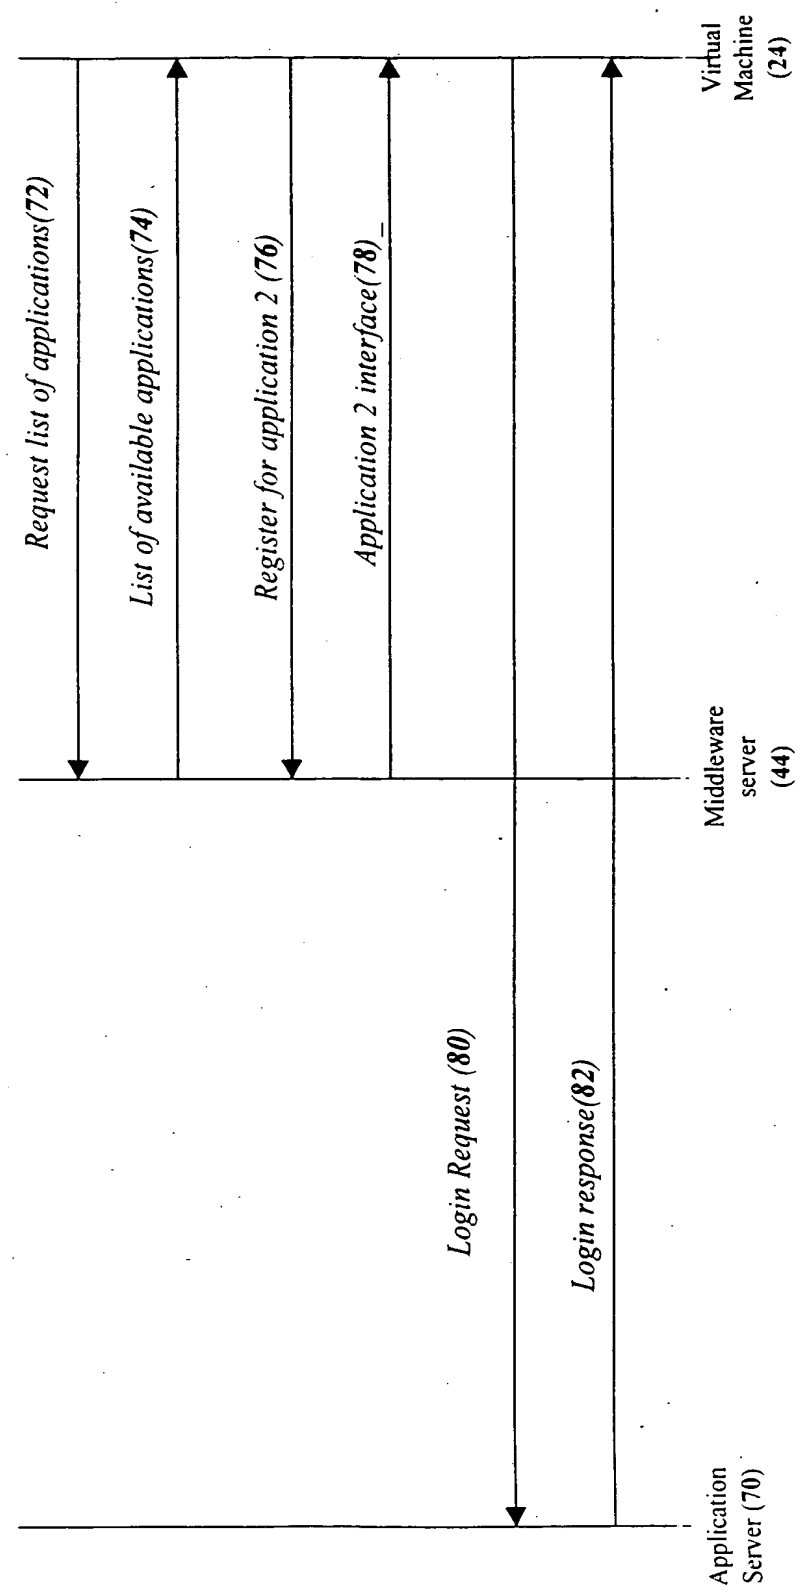 Request list of applications(72)
List of available applications(74)
Register for application 2 (76)
Application 2 interface(78)_
Login Request (80)
Login response(82)
Application
Server (70)
Middleware
server
(44)
Virtual
Machine
(24)